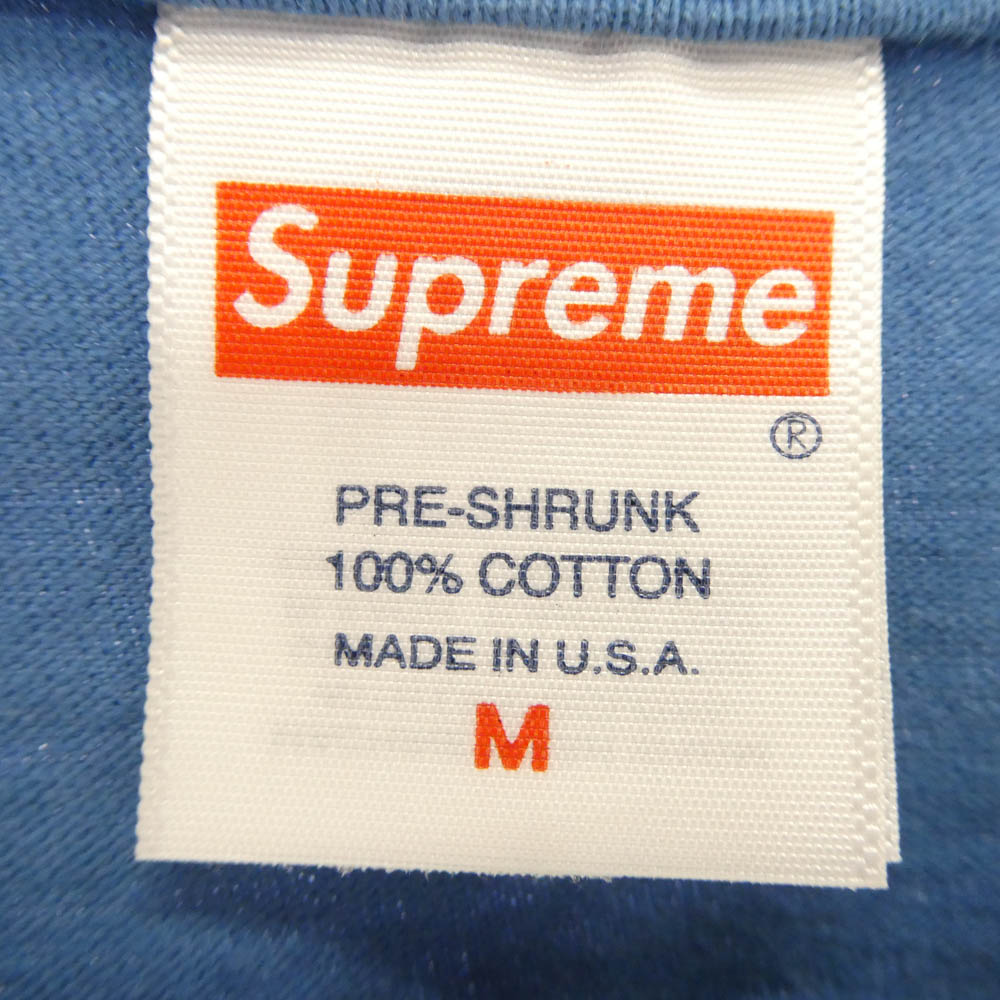 Supreme
®
PRE-SHRUNK
100% COTTON
MADE IN U.S.A.
M